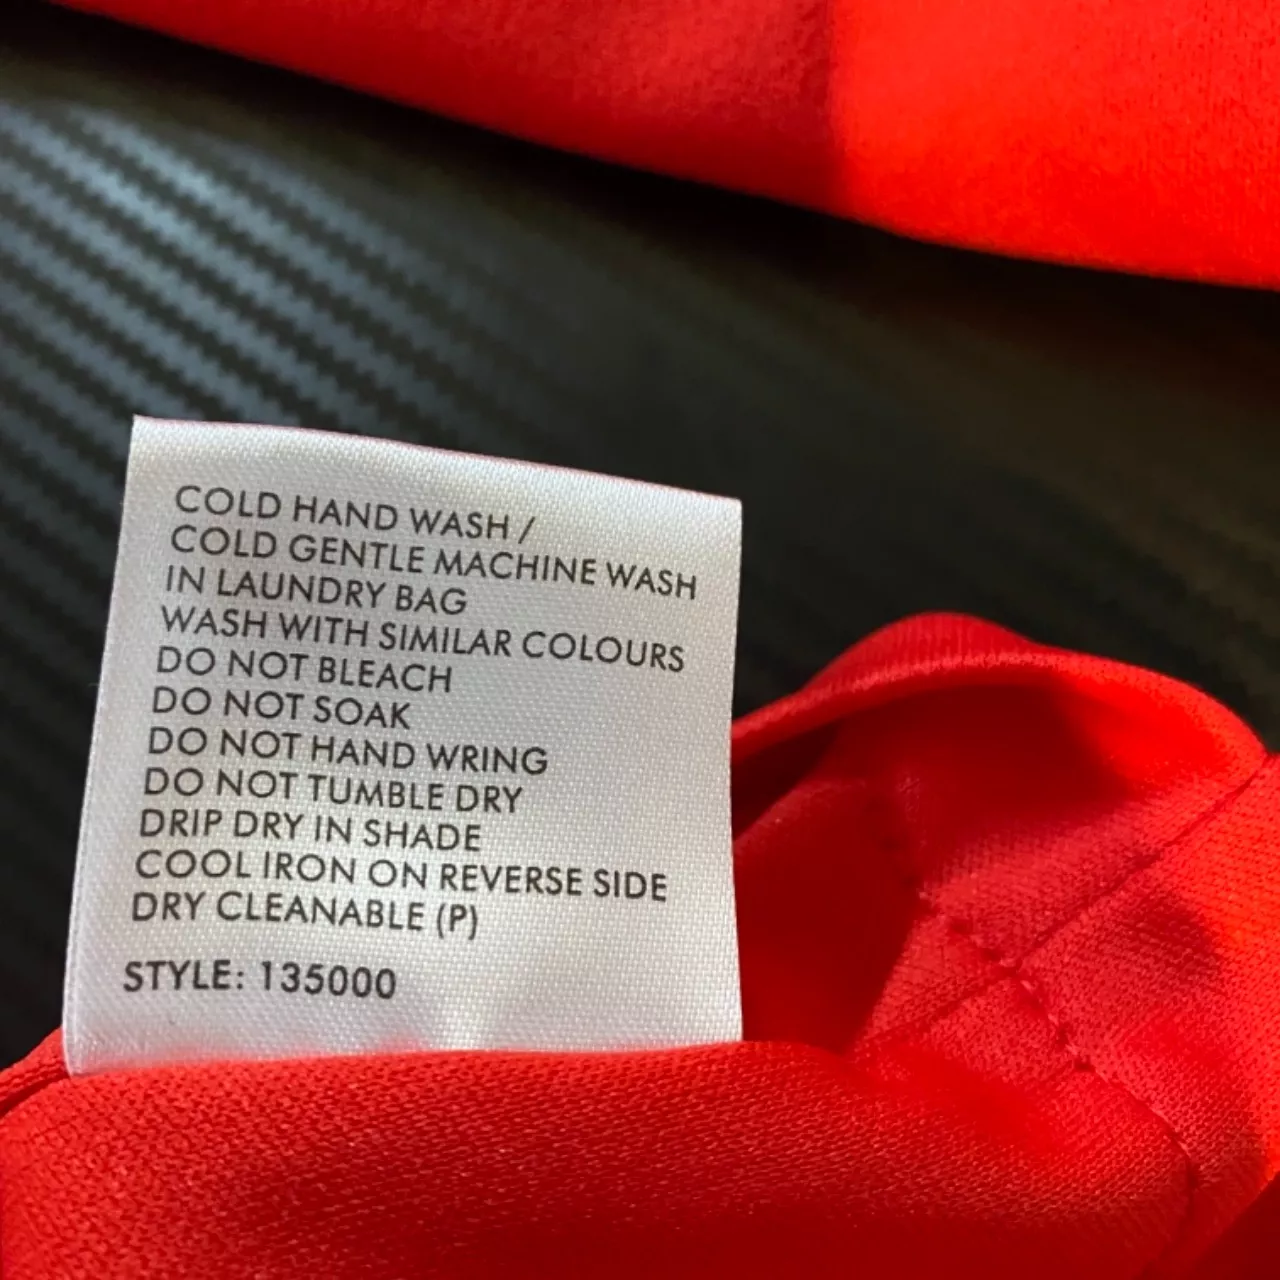 COLD HAND WASH /
COLD GENTLE MACHINE WASH
IN LAUNDRY BAG
WASH WITH SIMILAR COLOURS
DO NOT BLEACH
DO NOT SOAK
DO NOT HAND WRING
DO NOT TUMBLE DRY
DRIP DRY IN SHADE
COOL IRON ON REVERSE SIDE
DRY CLEANABLE (P)
STYLE: 135000